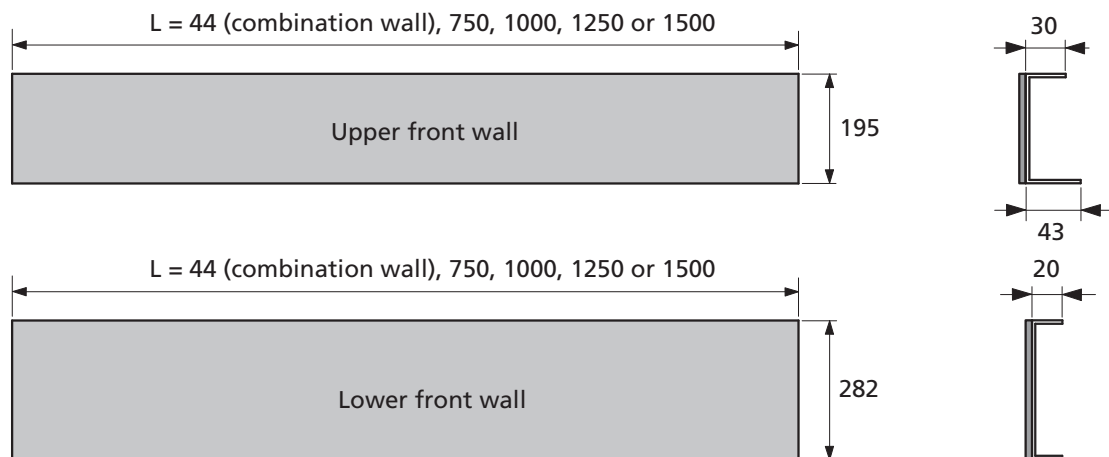 L = 44 (combination wall), 750, 1000, 1250 or 1500
30
Upper front wall
195
43
L = 44 (combination wall), 750, 1000, 1250 or 1500
20
Lower front wall
282